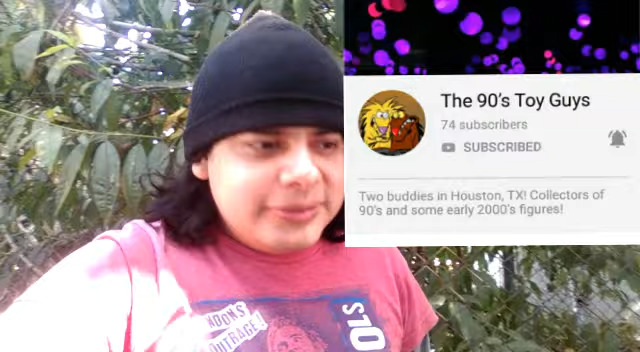 The 90's Toy Guys
74 subscribers
SUBSCRIBED
Two buddies in Houston, TX! Collectors of
90's and some early 2000's figures!
OUTRAGE!